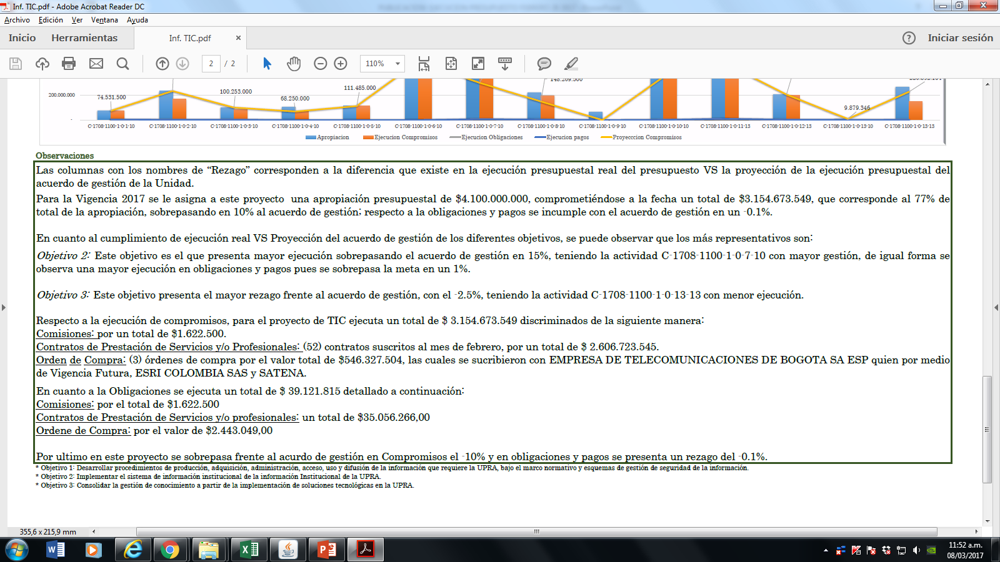 Inf. TIC.pdf - Adobe Acrobat Reader DC
Archivo Edición Ver Ventana Ayuda
Inicio Herramientas Inf. TIC.pdf × ? Iniciar sesión
2 / 2 110%
148.269.500
200.000.000 74.531.500 100.253.000 68.250.000 111.485.000 9.879.346
-
C-1708-1100-1-0-1-10 C-1708-1100-1-0-2-10 C-1708-1100-1-0-3-10 C-1708-1100-1-0-4-10 C-1708-1100-1-0-5-10 C-1708-1100-1-0-6-10 C-1708-1100-1-0-7-10 C-1708-1100-1-0-8-10 C-1708-1100-1-0-9-10 C-1708-1100-1-0-10-10 C-1708-1100-1-0-11-13 C-1708-1100-1-0-12-13 C-1708-1100-1-0-13-10 C-1708-1100-1-0-13-13
Apropiacion Ejecucion Compromisos Ejecucion Obligaciones Ejecucion pagos Proyecccion Compromisos
Observaciones
Las columnas con los nombres de “Rezago” corresponden a la diferencia que existe en la ejecución presupuestal real del presupuesto VS la proyección de la ejecución presupuestal del
acuerdo de gestión de la Unidad.
Para la Vigencia 2017 se le asigna a este proyecto una apropiación presupuestal de $4.100.000.000, comprometiéndose a la fecha un total de $3.154.673.549, que corresponde al 77% de
total de la apropiación, sobrepasando en 10% al acuerdo de gestión; respecto a la obligaciones y pagos se incumple con el acuerdo de gestión en un -0.1%.
En cuanto al cumplimiento de ejecución real VS Proyección del acuerdo de gestión de los diferentes objetivos, se puede observar que los más representativos son:
Objetivo 2: Este objetivo es el que presenta mayor ejecución sobrepasando el acuerdo de gestión en 15%, teniendo la actividad C-1708-1100-1-0-7-10 con mayor gestión, de igual forma se
observa una mayor ejecución en obligaciones y pagos pues se sobrepasa la meta en un 1%.
Objetivo 3: Este objetivo presenta el mayor rezago frente al acuerdo de gestión, con el -2.5%, teniendo la actividad C-1708-1100-1-0-13-13 con menor ejecución.
Respecto a la ejecución de compromisos, para el proyecto de TIC ejecuta un total de $ 3.154.673.549 discriminados de la siguiente manera:
Comisiones: por un total de $1.622.500.
Contratos de Prestación de Servicios y/o Profesionales: (52) contratos suscritos al mes de febrero, por un total de $ 2.606.723.545.
Orden de Compra: (3) órdenes de compra por el valor total de $546.327.504, las cuales se sucribieron con EMPRESA DE TELECOMUNICACIONES DE BOGOTA SA ESP quien por medio
de Vigencia Futura, ESRI COLOMBIA SAS y SATENA.
En cuanto a la Obligaciones se ejecuta un total de $ 39.121.815 detallado a continuación:
Comisiones: por el total de $1.622.500
Contratos de Prestación de Servicios y/o profesionales: un total de $35.056.266,00
Ordene de Compra: por el valor de $2.443.049,00
Por ultimo en este proyecto se sobrepasa frente al acurdo de gestión en Compromisos el -10% y en obligaciones y pagos se presenta un rezago del -0.1%.
* Objetivo 1: Desarrollar procedimientos de producción, adquisición, administración, acceso, uso y difusión de la información que requiere la UPRA, bajo el marco normativo y esquemas de gestión de seguridad de la información.
* Objetivo 2: Implementar el sistema de información institucional de la información Institucional de la UPRA.
* Objetivo 3: Consolidar la gestión de conocimiento a partir de la implementación de soluciones tecnológicas en la UPRA.
355,6 x 215,9 mm
11:52 a.m.
08/03/2017